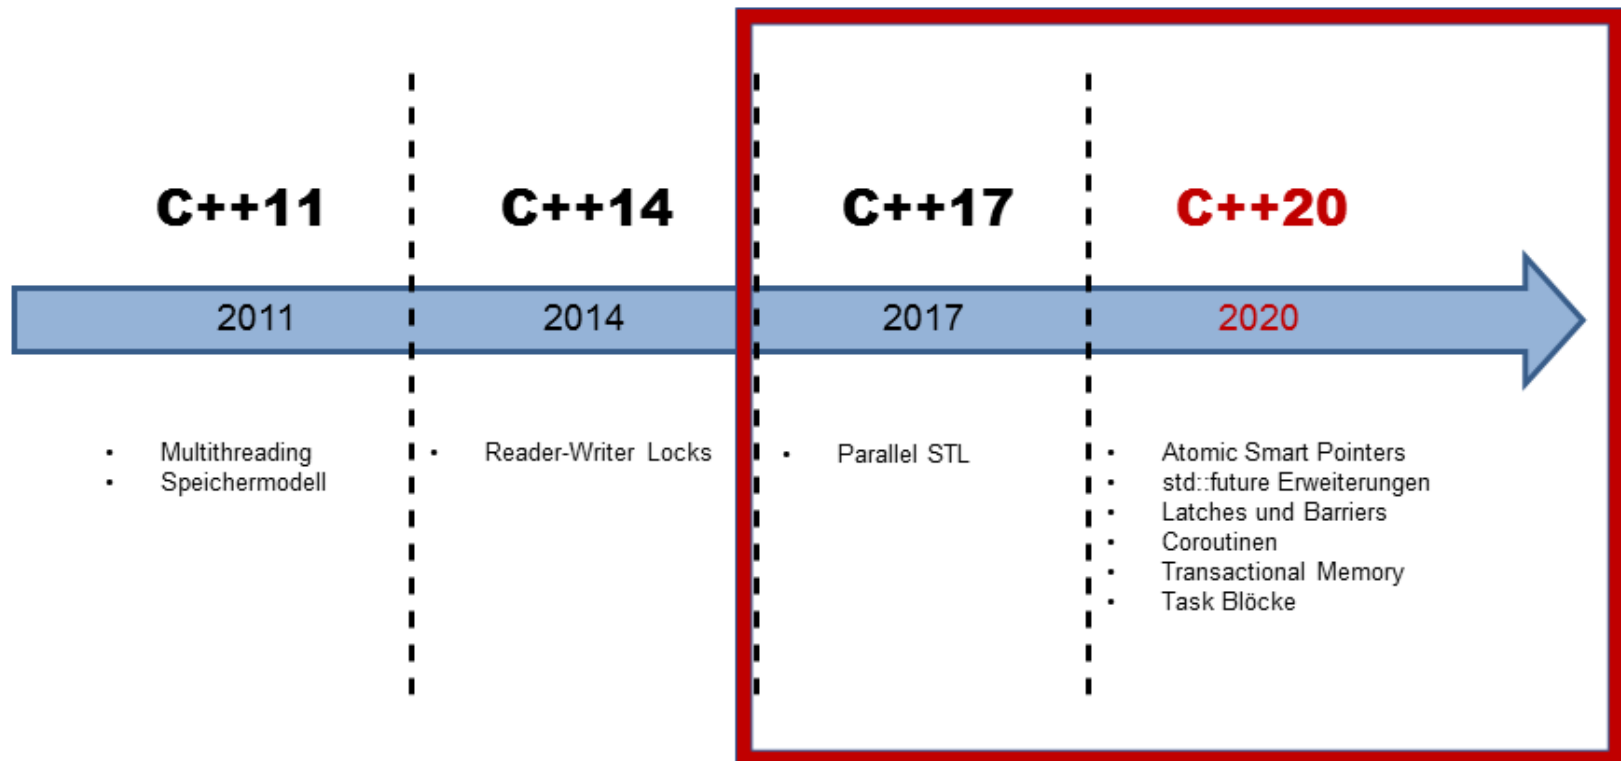 C++11
C++14
C++17
C++20
2011
2014
2017
2020
• Multithreading
• Speichermodell
• Reader-Writer Locks
• Parallel STL
• Atomic Smart Pointers
• std::future Erweiterungen
• Latches und Barriers
• Coroutinen
• Transactional Memory
• Task Blöcke